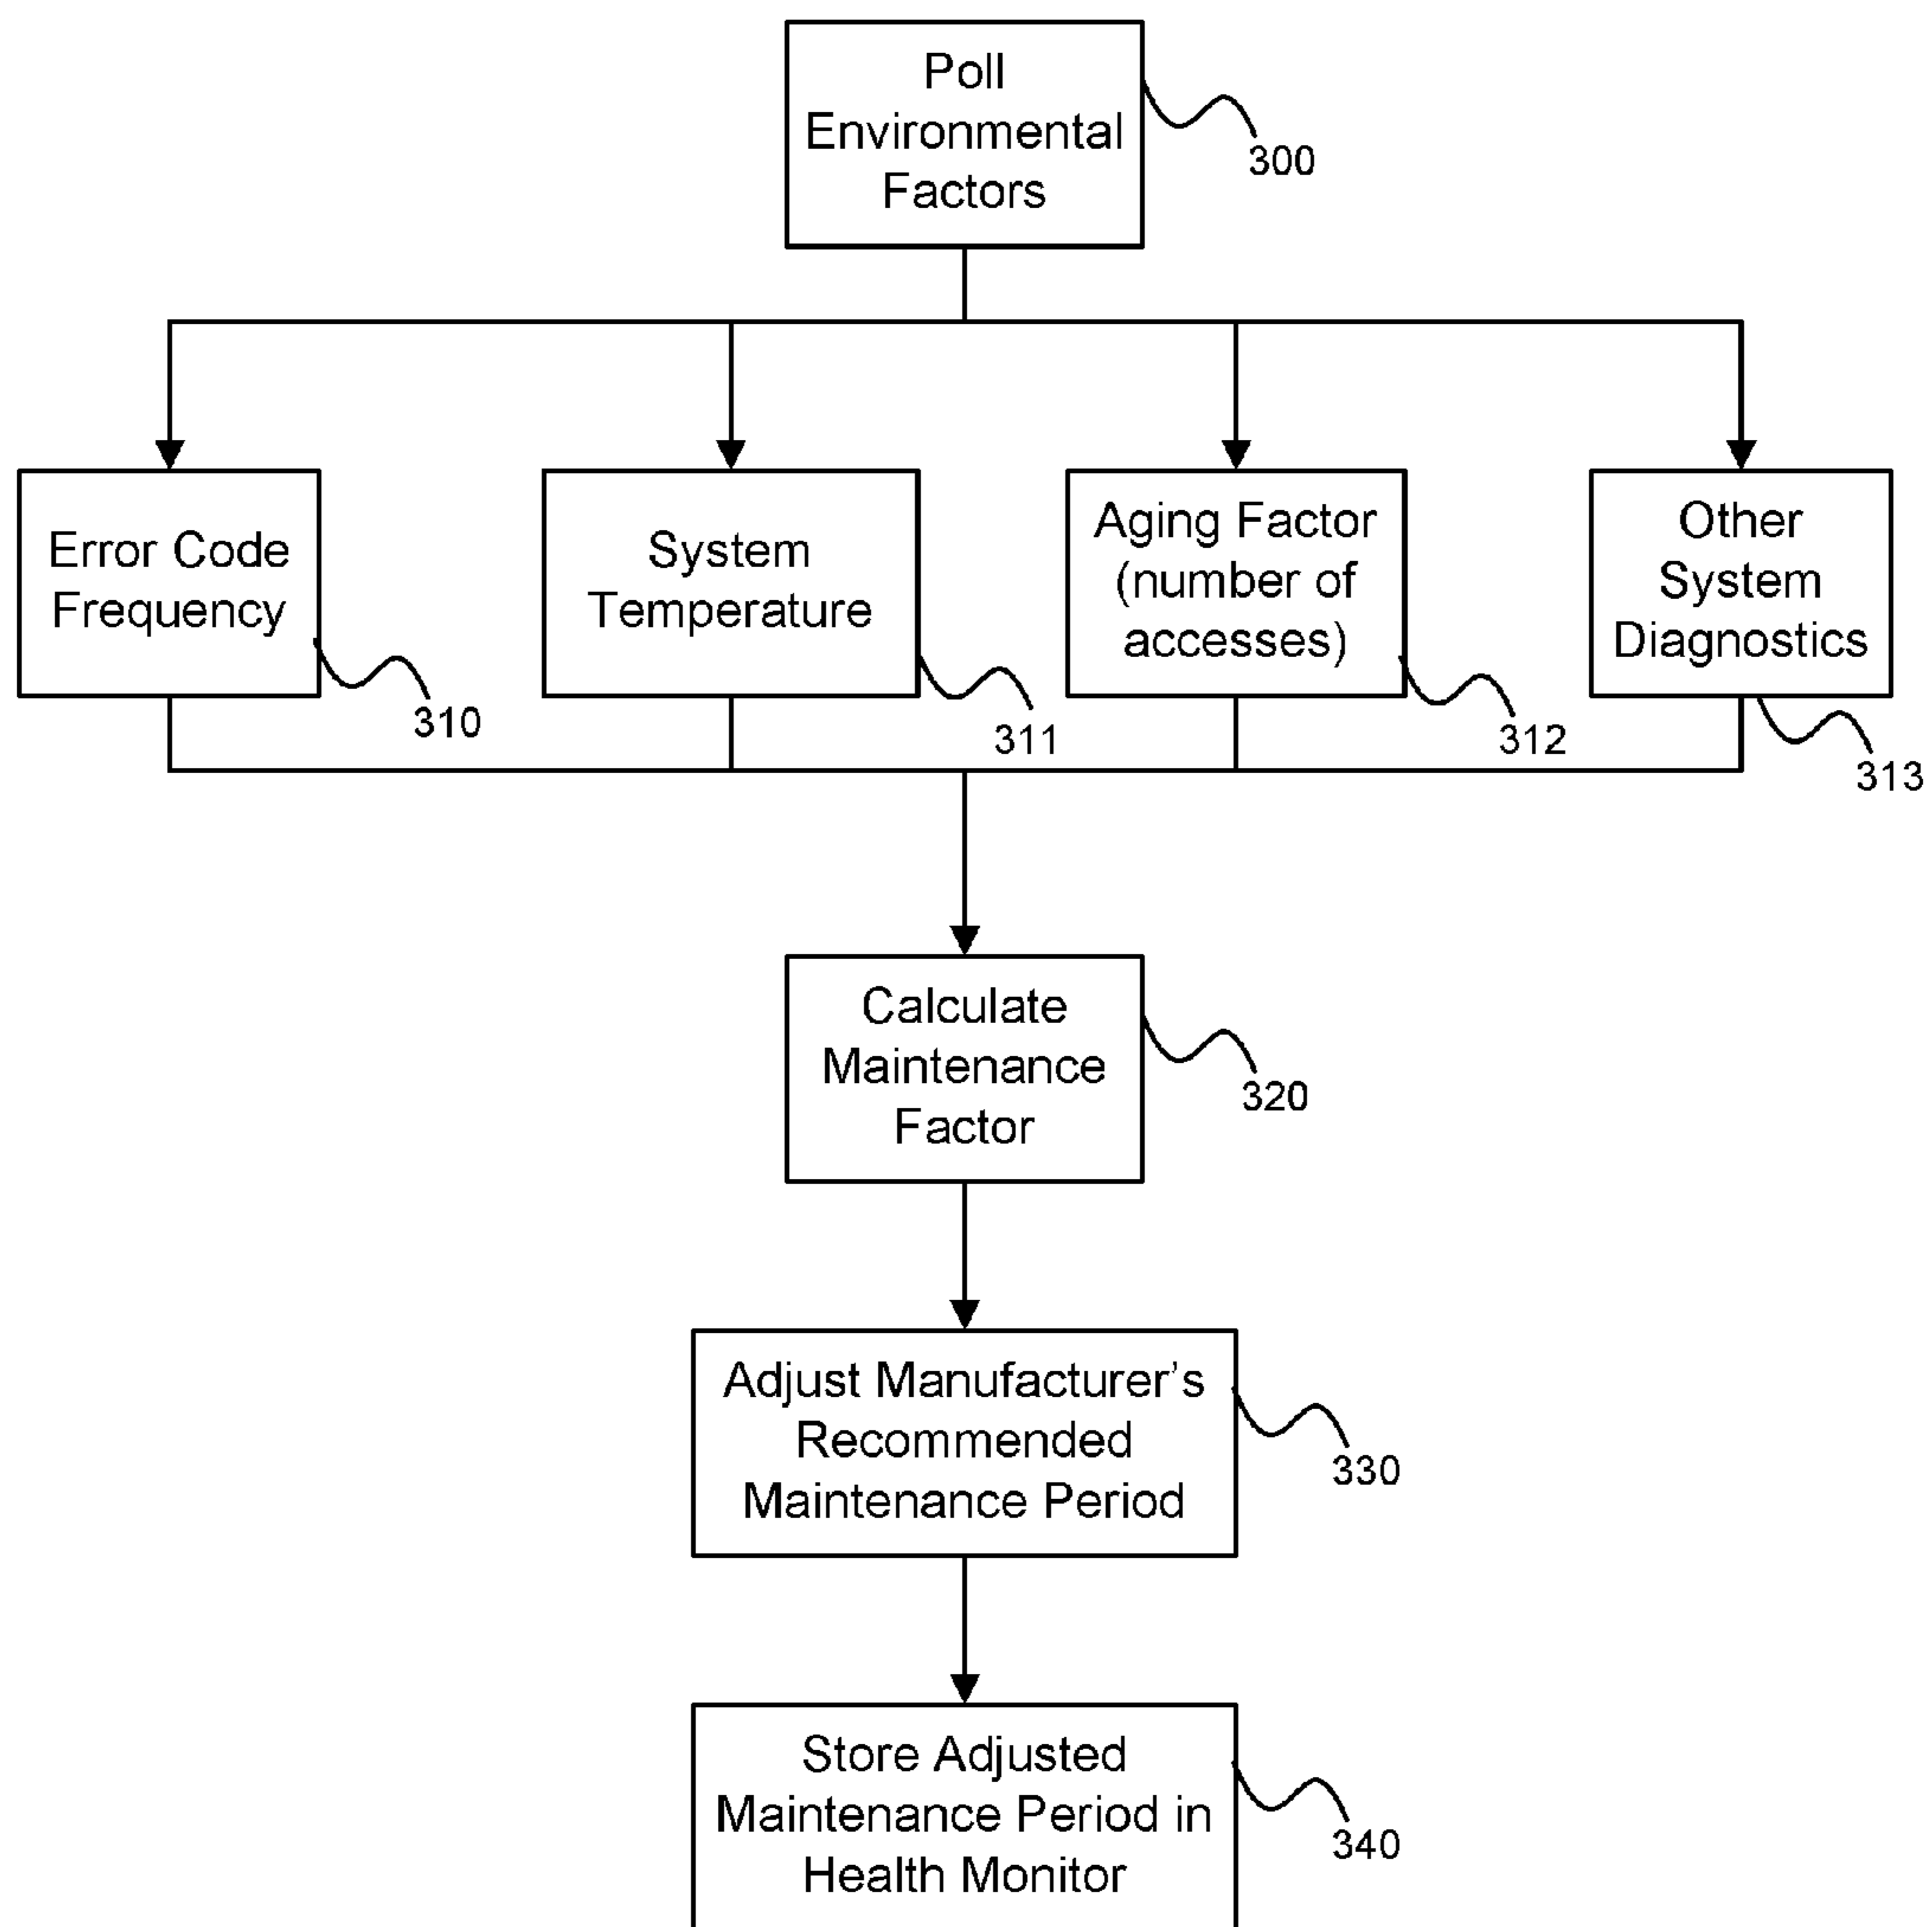 Poll
Environmental
Factors
300
Error Code
Frequency
310
System
Temperature
311
Aging Factor
(number of
accesses)
312
Other
System
Diagnostics
313
Calculate
Maintenance
Factor
320
Adjust Manufacturer's
Recommended
Maintenance Period
330
Store Adjusted
Maintenance Period in
Health Monitor
340